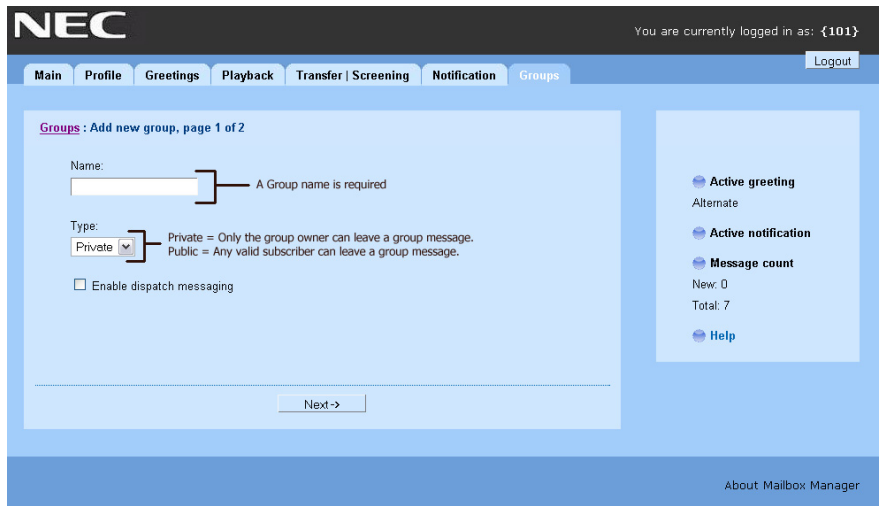 NEC
You are currently logged in as: {101}
Logout
Main Profile Greetings Playback Transfer | Screening Notification Groups
Groups : Add new group, page 1 of 2
Name:
A Group name is required
Type:
Private
Private = Only the group owner can leave a group message.
Public = Any valid subscriber can leave a group message.
Enable dispatch messaging
Next->
Active greeting
Alternate
Active notification
Message count
New: 0
Total: 7
Help
About Mailbox Manager